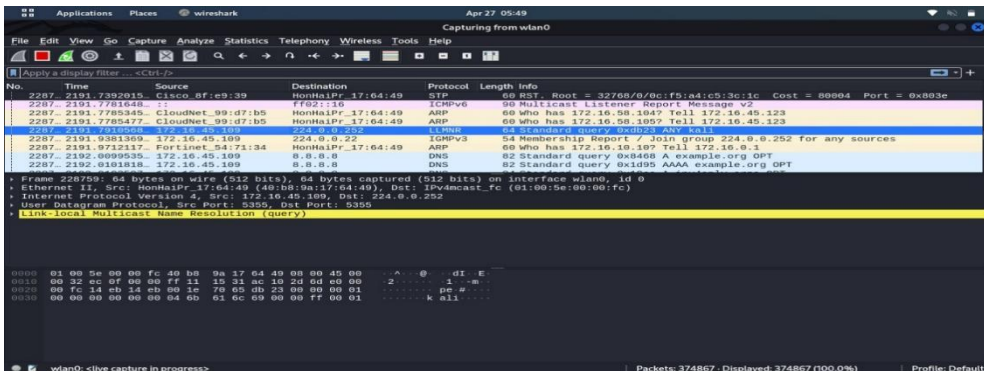 Applications Places wireshark Apr 27 05:49
Capturing from wlan0
File Edit View Go Capture Analyze Statistics Telephony Wireless Tools Help
Apply a display filter ... <Ctrl-/>
No. Time Source Destination Protocol Length Info
2287… 2191.7392015… Cisco_8f:e9:39 HonHaiPr_17:64:49 STP 60 RST. Root = 32768/0/0c:f5:a4:c5:3c:1c Cost = 80004 Port = 0x803e
2287… 2191.7781648… :: ff02::16 ICMPv6 90 Multicast Listener Report Message v2
2287… 2191.7785345… CloudNet_99:d7:b5 HonHaiPr_17:64:49 ARP 60 Who has 172.16.58.104? Tell 172.16.45.123
2287… 2191.7785477… CloudNet_99:d7:b5 HonHaiPr_17:64:49 ARP 60 Who has 172.16.58.105? Tell 172.16.45.123
2287… 2191.7910568… 172.16.45.109 224.0.0.252 LLMNR 64 Standard query 0xdb23 ANY kali
2287… 2191.9381369… 172.16.45.109 224.0.0.22 IGMPv3 54 Membership Report / Join group 224.0.0.252 for any sources
2287… 2191.9712117… Fortinet_54:71:34 HonHaiPr_17:64:49 ARP 60 Who has 172.16.10.10? Tell 172.16.0.1
2287… 2192.0099535… 172.16.45.109 8.8.8.8 DNS 82 Standard query 0x8468 A example.org OPT
2287… 2192.0101818… 172.16.45.109 8.8.8.8 DNS 82 Standard query 0x1d95 AAAA example.org OPT
Frame 228759: 64 bytes on wire (512 bits), 64 bytes captured (512 bits) on interface wlan0, id 0
Ethernet II, Src: HonHaiPr_17:64:49 (40:b8:9a:17:64:49), Dst: IPv4mcast_fc (01:00:5e:00:00:fc)
Internet Protocol Version 4, Src: 172.16.45.109, Dst: 224.0.0.252
User Datagram Protocol, Src Port: 5355, Dst Port: 5355
Link-local Multicast Name Resolution (query)
0000 01 00 5e 00 00 fc 40 b8 9a 17 64 49 08 00 45 00 ··^···@· ··dI··E·
0010 00 32 ec 0f 00 00 ff 11 15 31 ac 10 2d 6d e0 00 ·2······ ·1··-m··
0020 00 fc 14 eb 14 eb 00 1e 70 65 db 23 00 00 00 01 ········ pe·#····
0030 00 00 00 00 00 00 04 6b 61 6c 69 00 00 ff 00 01 ·······k ali·····
wlan0: <live capture in progress> Packets: 374867 · Displayed: 374867 (100.0%) Profile: Default